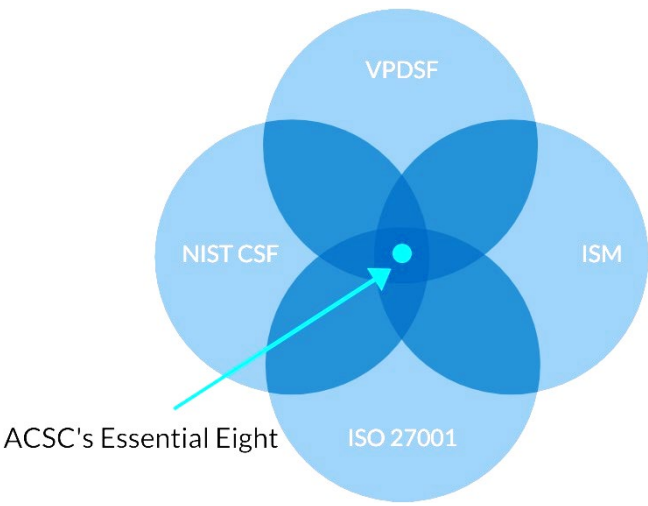 VPDSF
NIST CSF
ISM
ACSC's Essential Eight
ISO 27001